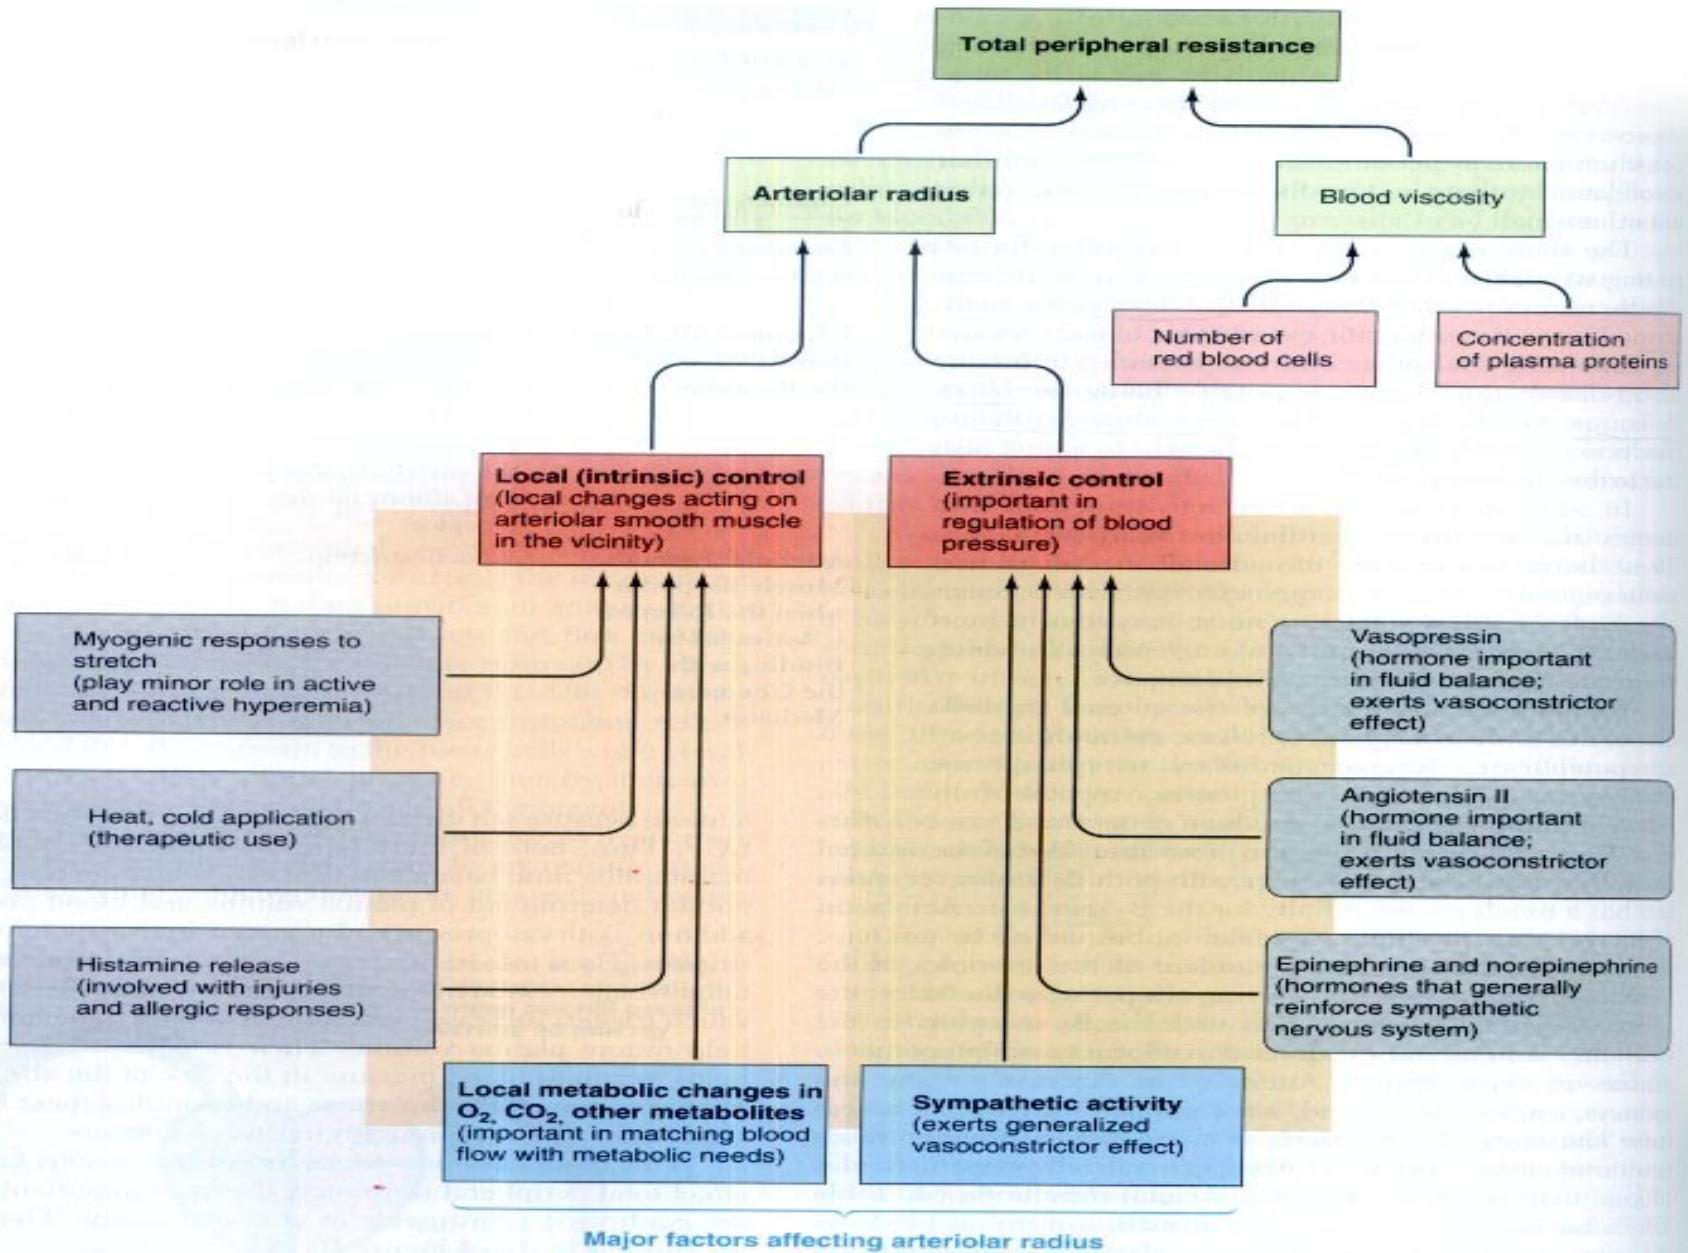 Total peripheral resistance
Arteriolar radius
Blood viscosity
Number of
red blood cells
Concentration
of plasma proteins
Local (intrinsic) control
(local changes acting on
arteriolar smooth muscle
in the vicinity)
Extrinsic control
(important in
regulation of blood
pressure)
Myogenic responses to
stretch
(play minor role in active
and reactive hyperemia)
Heat, cold application
(therapeutic use)
Histamine release
(involved with injuries
and allergic responses)
Vasopressin
(hormone important
in fluid balance;
exerts vasoconstrictor
effect)
Angiotensin II
(hormone important
in fluid balance;
exerts vasoconstrictor
effect)
Epinephrine and norepinephrine
(hormones that generally
reinforce sympathetic
nervous system)
Local metabolic changes in
O₂, CO₂, other metabolites
(important in matching blood
flow with metabolic needs)
Sympathetic activity
(exerts generalized
vasoconstrictor effect)
Major factors affecting arteriolar radius